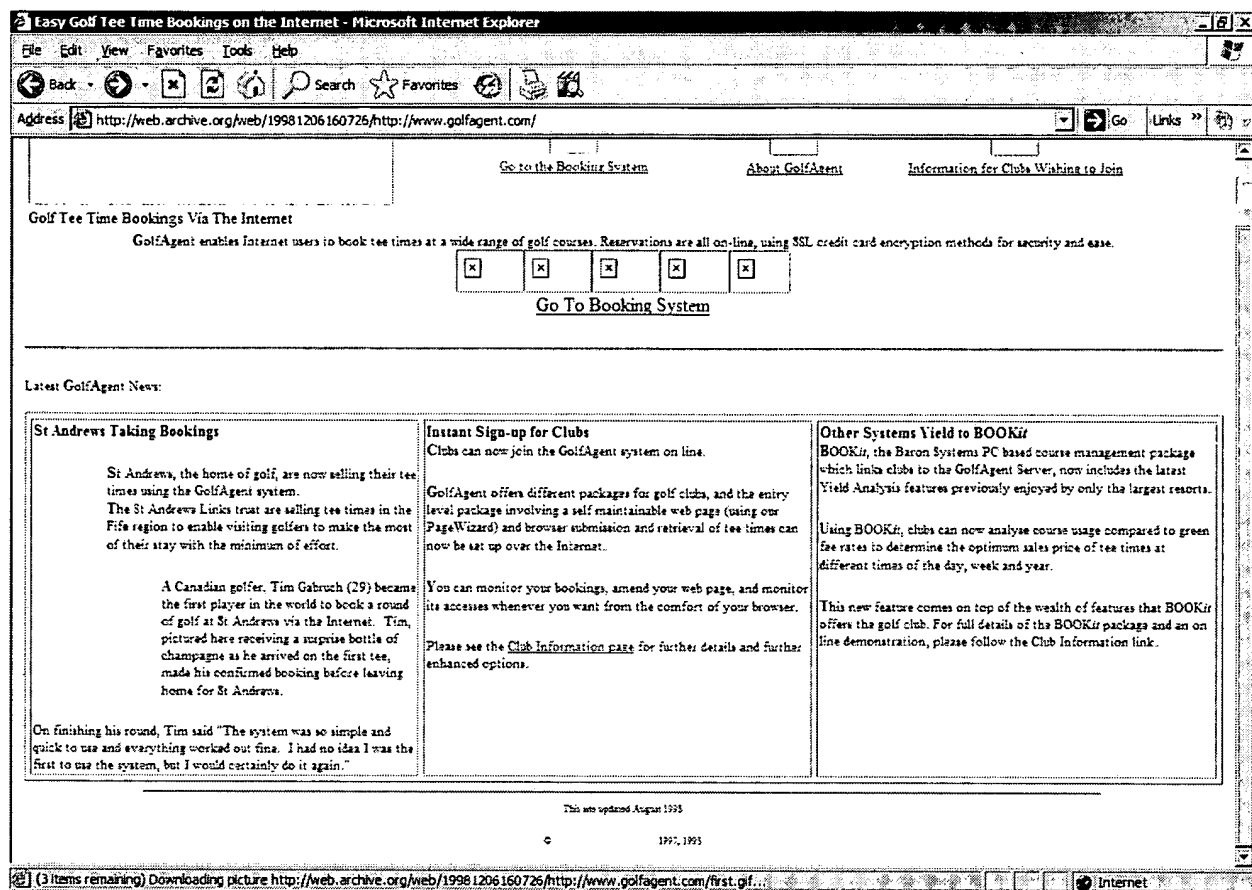 Easy Golf Tee Time Bookings on the Internet - Microsoft Internet Explorer
File Edit View Favorites Tools Help
Back Search Favorites
Address http://web.archive.org/web/19981206160726/http://www.golfagent.com/ Go Links »
Go to the Booking System About GolfAgent Information for Clubs Wishing to Join
Golf Tee Time Bookings Via The Internet
GolfAgent enables Internet users to book tee times at a wide range of golf courses. Reservations are all on-line, using SSL credit card encryption methods for security and ease.
Go To Booking System
Latest GolfAgent News:
St Andrews Taking Bookings
St Andrews, the home of golf, are now selling their tee
times using the GolfAgent system.
The St Andrews Links trust are selling tee times in the
Fife region to enable visiting golfers to make the most
of their stay with the minimum of effort.
A Canadian golfer, Tim Gabruch (29) became
the first player in the world to book a round
of golf at St Andrews via the Internet. Tim,
pictured here receiving a surprise bottle of
champagne as he arrived on the first tee,
made his confirmed booking before leaving
home for St Andrews.
On finishing his round, Tim said "The system was so simple and
quick to use and everything worked out fine. I had no idea I was the
first to use the system, but I would certainly do it again."
Instant Sign-up for Clubs
Clubs can now join the GolfAgent system on line.
GolfAgent offers different packages for golf clubs, and the entry
level package involving a self maintainable web page (using our
PageWizard) and browser submission and retrieval of tee times can
now be set up over the Internet..
You can monitor your bookings, amend your web page, and monitor
its accesses whenever you want from the comfort of your browser.
Please see the Club Information page for further details and further
enhanced options.
Other Systems Yield to BOOKit
BOOKit, the Baron Systems PC based course management package
which links clubs to the GolfAgent Server, now includes the latest
Yield Analysis features previously enjoyed by only the largest resorts.
Using BOOKit, clubs can now analyse course usage compared to green
fee rates to determine the optimum sales price of tee times at
different times of the day, week and year.
This new feature comes on top of the wealth of features that BOOKit
offers the golf club. For full details of the BOOKit package and an on
line demonstration, please follow the Club Information link.
This site updated August 1998
© 1997, 1998
(3 items remaining) Downloading picture http://web.archive.org/web/19981206160726/http://www.golfagent.com/first.gif... Internet